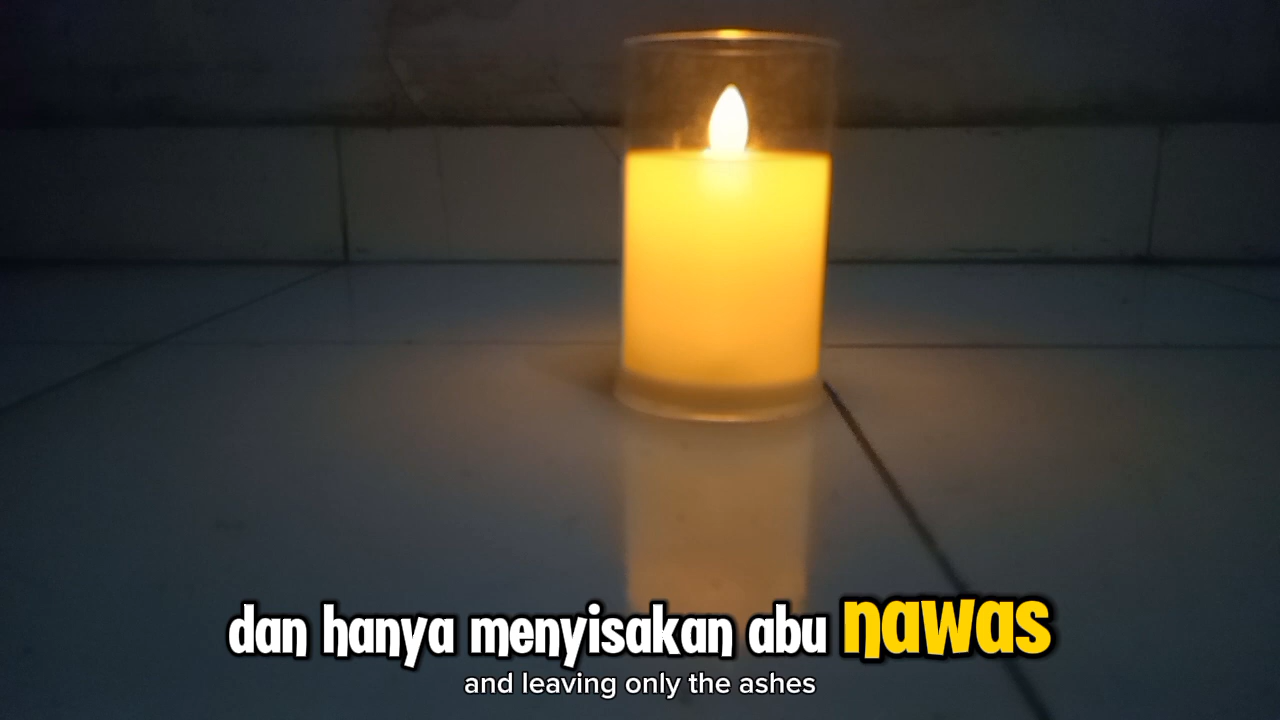 dan hanya menyisakan abu nawas
and leaving only the ashes